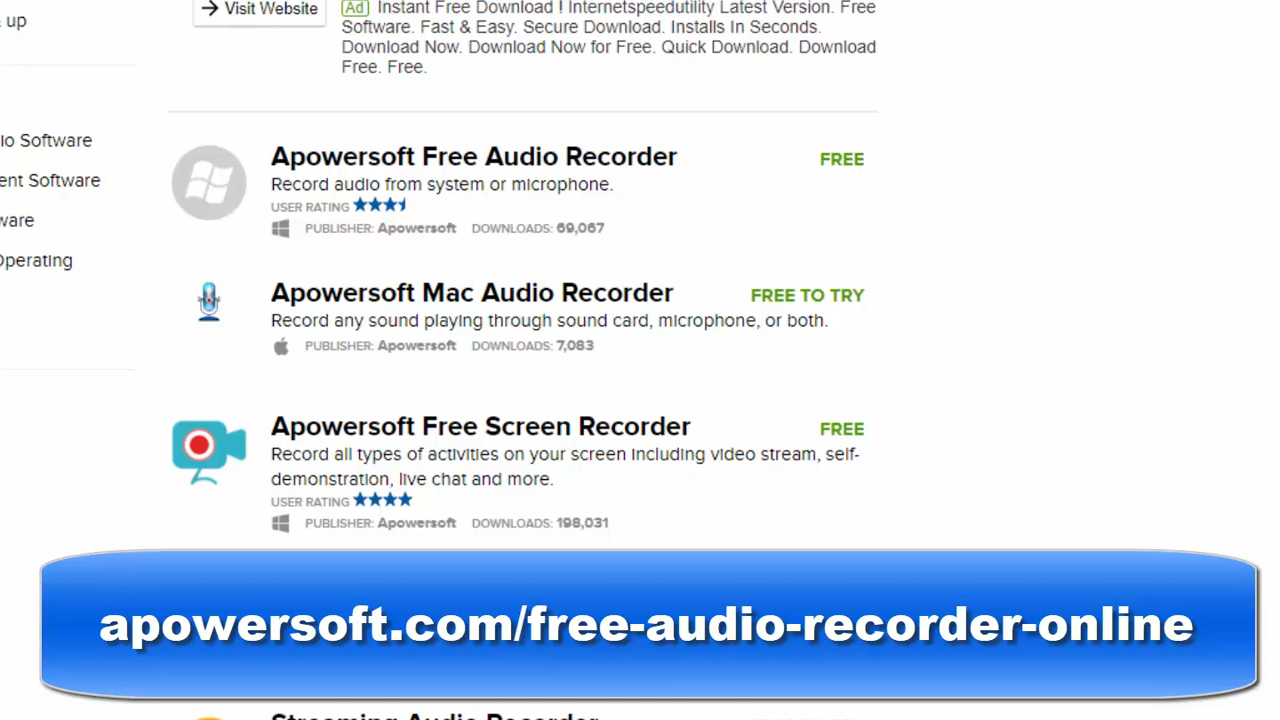 & up
→ Visit Website
Ad Instant Free Download ! Internetspeedutility Latest Version. Free
Software. Fast & Easy. Secure Download. Installs In Seconds.
Download Now. Download Now for Free. Quick Download. Download
Free. Free.
io Software
ent Software
ware
Operating
Apowersoft Free Audio Recorder
FREE
Record audio from system or microphone.
USER RATING
PUBLISHER: Apowersoft DOWNLOADS: 69,067
Apowersoft Mac Audio Recorder
FREE TO TRY
Record any sound playing through sound card, microphone, or both.
PUBLISHER: Apowersoft DOWNLOADS: 7,083
Apowersoft Free Screen Recorder
FREE
Record all types of activities on your screen including video stream, self-
demonstration, live chat and more.
USER RATING
PUBLISHER: Apowersoft DOWNLOADS: 198,031
apowersoft.com/free-audio-recorder-online
Streaming Audio Recorder